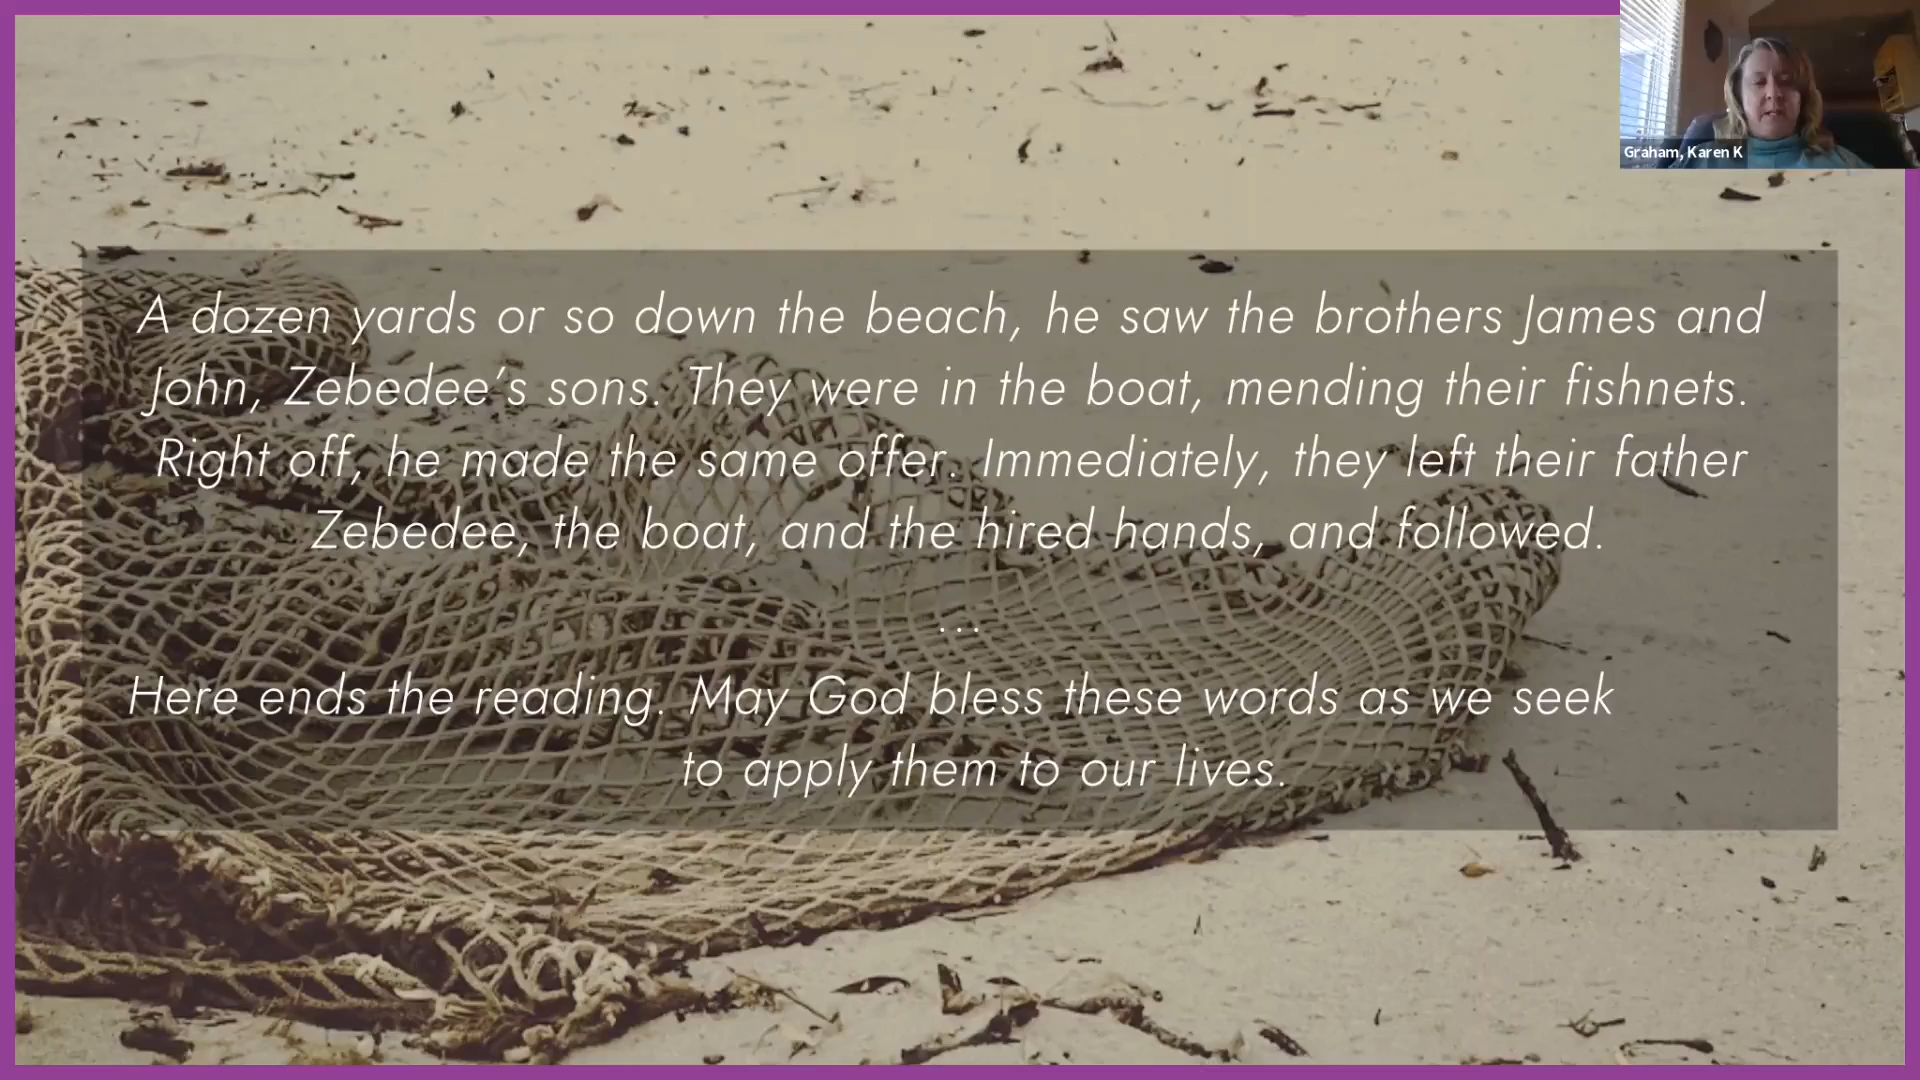 Graham, Karen K
A dozen yards or so down the beach, he saw the brothers James and
John, Zebedee’s sons. They were in the boat, mending their fishnets.
Right off, he made the same offer. Immediately, they left their father
Zebedee, the boat, and the hired hands, and followed.
...
Here ends the reading. May God bless these words as we seek
to apply them to our lives.